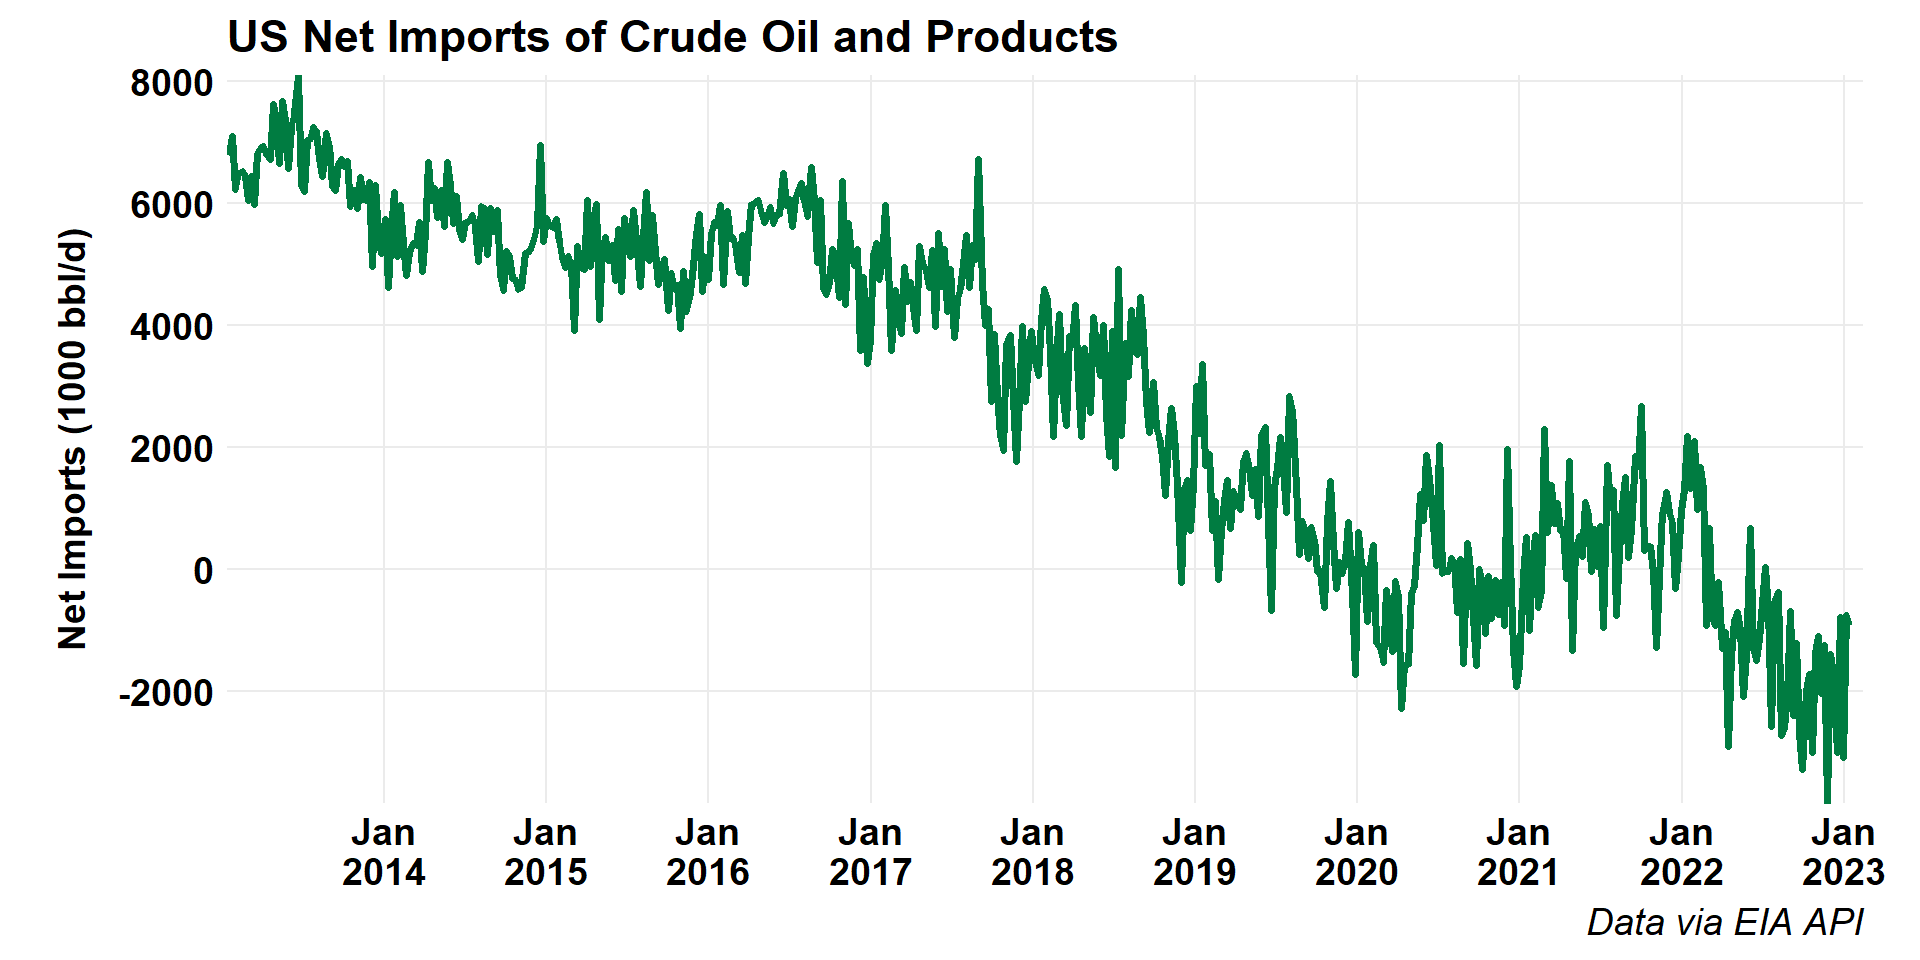 US Net Imports of Crude Oil and Products
Net Imports (1000 bbl/d)
8000
6000
4000
2000
0
-2000
Jan Jan Jan Jan Jan Jan Jan Jan Jan Jan
2014 2015 2016 2017 2018 2019 2020 2021 2022 2023
Data via EIA API